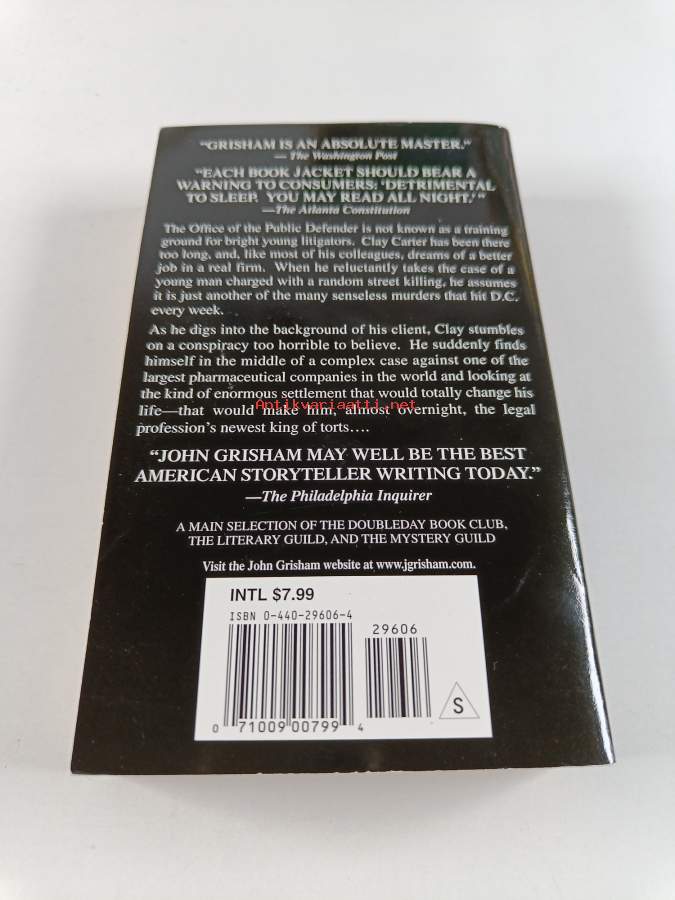 “GRISHAM IS AN ABSOLUTE MASTER.”
— The Washington Post
“EACH BOOK JACKET SHOULD BEAR A
WARNING TO CONSUMERS: ‘DETRIMENTAL
TO SLEEP. YOU MAY READ ALL NIGHT.’”
—The Atlanta Constitution
The Office of the Public Defender is not known as a training
ground for bright young litigators. Clay Carter has been there
too long, and, like most of his colleagues, dreams of a better
job in a real firm. When he reluctantly takes the case of a
young man charged with a random street killing, he assumes
it is just another of the many senseless murders that hit D.C.
every week.
As he digs into the background of his client, Clay stumbles
on a conspiracy too horrible to believe. He suddenly finds
himself in the middle of a complex case against one of the
largest pharmaceutical companies in the world and looking at
the kind of enormous settlement that would totally change his
life—that would make him, almost overnight, the legal
Antikvariaatti.net
profession’s newest king of torts….
“JOHN GRISHAM MAY WELL BE THE BEST
AMERICAN STORYTELLER WRITING TODAY.”
—The Philadelphia Inquirer
A MAIN SELECTION OF THE DOUBLEDAY BOOK CLUB,
THE LITERARY GUILD, AND THE MYSTERY GUILD
Visit the John Grisham website at www.jgrisham.com.
INTL $7.99
ISBN 0-440-29606-4
29606
S
0 71009 00799 4